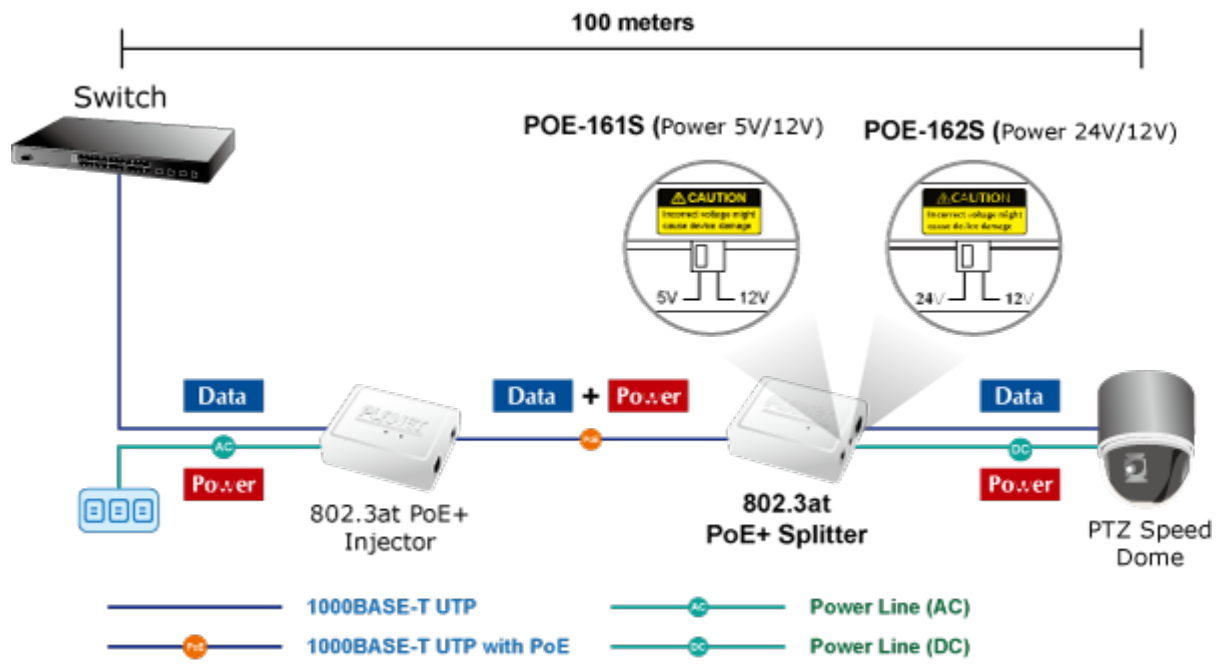 100 meters
Switch
POE-161S (Power 5V/12V)
POE-162S (Power 24V/12V)
CAUTION
Incorrect voltage might
cause device damage
CAUTION
Incorrect voltage might
cause device damage
5V 12V
24V 12V
Data
Data + Power
Data
AC
PoE
DC
Power
Power
PLANET
802.3at PoE+
Injector
802.3at
PoE+ Splitter
PTZ Speed
Dome
1000BASE-T UTP
AC
Power Line (AC)
PoE
1000BASE-T UTP with PoE
DC
Power Line (DC)